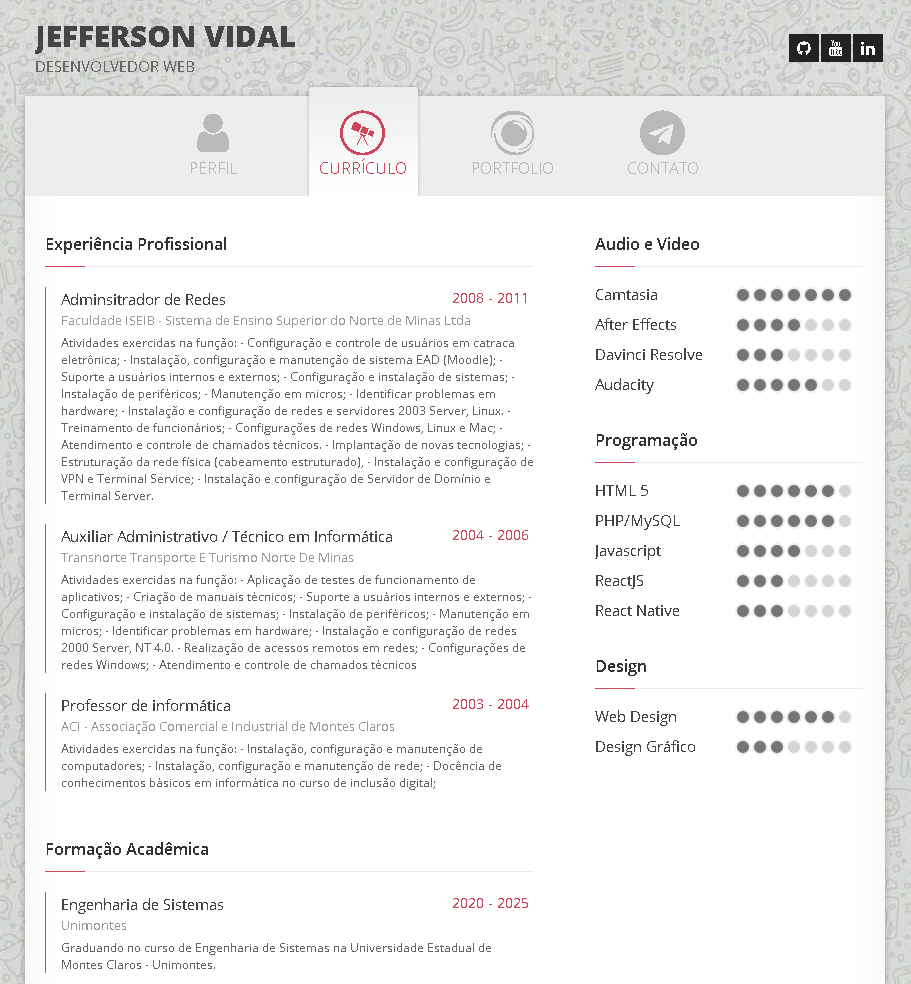 JEFFERSON VIDAL
DESENVOLVEDOR WEB
You
Tube
in
PERFIL
CURRÍCULO
PORTFOLIO
CONTATO
Experiência Profissional
Adminsitrador de Redes
2008 - 2011
Faculdade ISEIB - Sistema de Ensino Superior do Norte de Minas Ltda
Atividades exercidas na função: - Configuração e controle de usuários em catraca
eletrônica; - Instalação, configuração e manutenção de sistema EAD (Moodle); -
Suporte a usuários internos e externos; - Configuração e instalação de sistemas; -
Instalação de periféricos; - Manutenção em micros; - Identificar problemas em
hardware; - Instalação e configuração de redes e servidores 2003 Server, Linux. -
Treinamento de funcionários; - Configurações de redes Windows, Linux e Mac; -
Atendimento e controle de chamados técnicos. - Implantação de novas tecnologias; -
Estruturação da rede física (cabeamento estruturado), - Instalação e configuração de
VPN e Terminal Service; - Instalação e configuração de Servidor de Domínio e
Terminal Server.
Auxiliar Administrativo / Técnico em Informática
2004 - 2006
Transnorte Transporte E Turismo Norte De Minas
Atividades exercidas na função: - Aplicação de testes de funcionamento de
aplicativos; - Criação de manuais técnicos; - Suporte a usuários internos e externos; -
Configuração e instalação de sistemas; - Instalação de periféricos; - Manutenção em
micros; - Identificar problemas em hardware; - Instalação e configuração de redes
2000 Server, NT 4.0. - Realização de acessos remotos em redes; - Configurações de
redes Windows; - Atendimento e controle de chamados técnicos
Professor de informática
2003 - 2004
ACI - Associação Comercial e Industrial de Montes Claros
Atividades exercidas na função: - Instalação, configuração e manutenção de
computadores; - Instalação, configuração e manutenção de rede; - Docência de
conhecimentos básicos em informática no curso de inclusão digital;
Formação Acadêmica
Engenharia de Sistemas
2020 - 2025
Unimontes
Graduando no curso de Engenharia de Sistemas na Universidade Estadual de
Montes Claros - Unimontes.
Audio e Video
Camtasia
After Effects
Davinci Resolve
Audacity
Programação
HTML 5
PHP/MySQL
Javascript
ReactJS
React Native
Design
Web Design
Design Gráfico